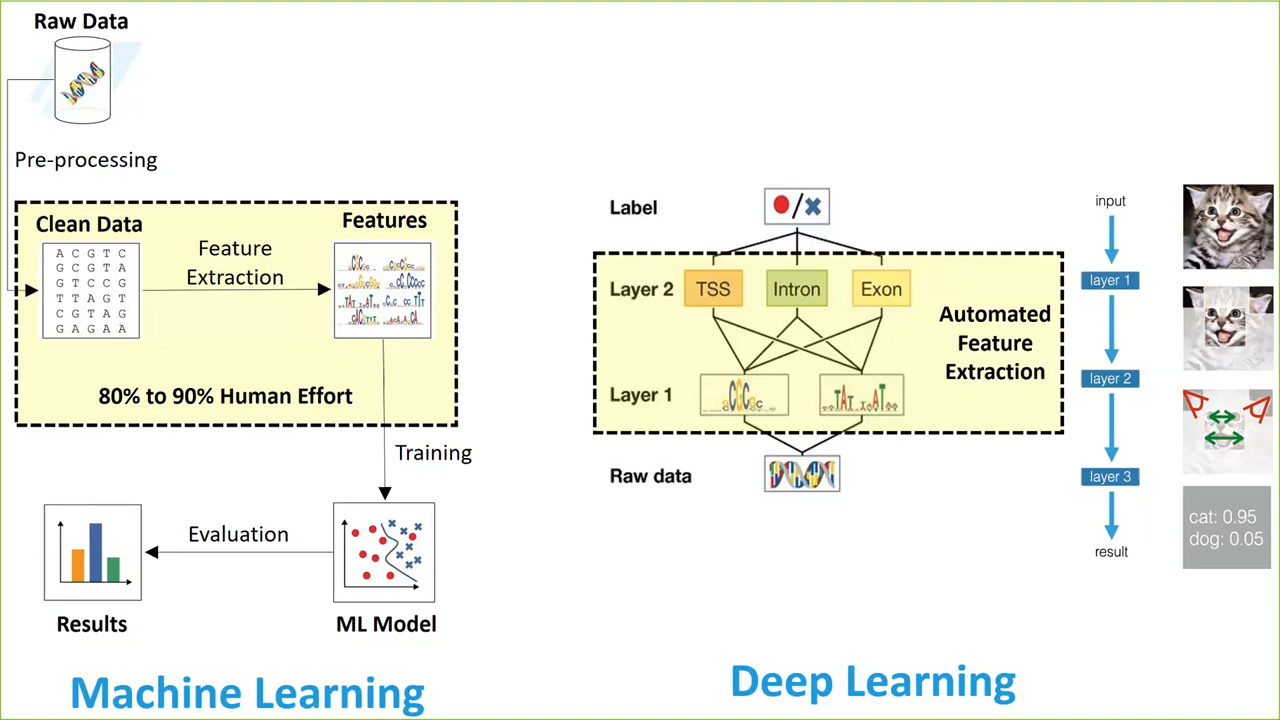 Raw Data
Pre-processing
Clean Data
Feature
Extraction
Features
A C G T C
G C G T A
G T C C G
T T A G T
C G T A G
G A G A A
80% to 90% Human Effort
Training
Evaluation
Results
ML Model
Machine Learning
Label
Layer 2
TSS
Intron
Exon
Automated
Feature
Extraction
Layer 1
Raw data
Deep Learning
input
layer 1
layer 2
layer 3
result
cat: 0.95
dog: 0.05